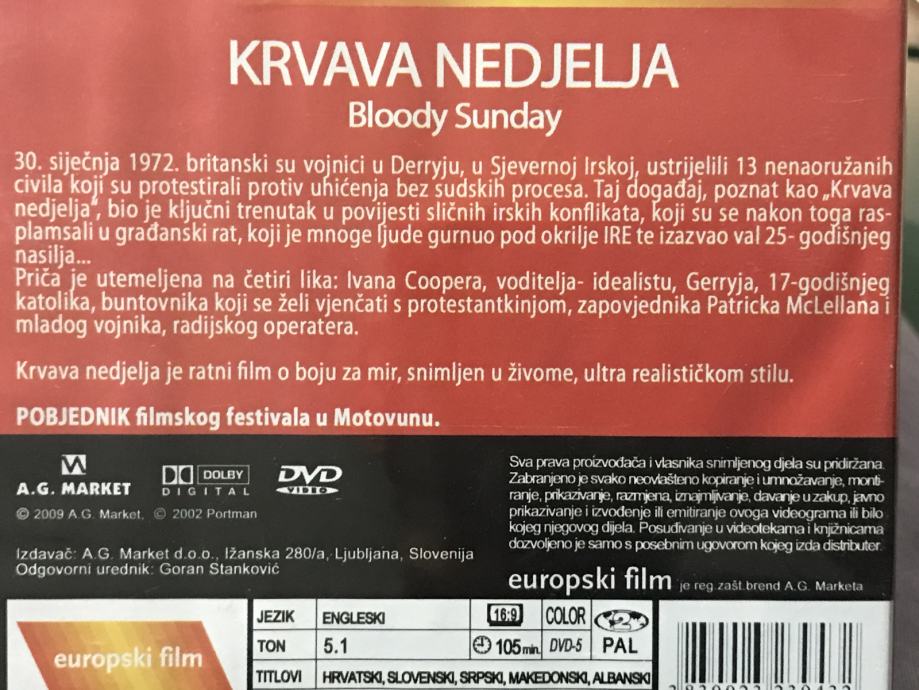 KRVAVA NEDJELJA
Bloody Sunday
30. siječnja 1972. britanski su vojnici u Derryju, u Sjevernoj Irskoj, ustrijelili 13 nenaoružanih
civila koji su protestirali protiv uhićenja bez sudskih procesa. Taj događaj, poznat kao „Krvava
nedjelja“, bio je ključni trenutak u povijesti sličnih irskih konflikata, koji su se nakon toga ras-
plamsali u građanski rat, koji je mnoge ljude gurnuo pod okrilje IRE te izazvao val 25- godišnjeg
nasilja...
Priča je utemeljena na četiri lika: Ivana Coopera, voditelja- idealistu, Gerryja, 17-godišnjeg
katolika, buntovnika koji se želi vjenčati s protestantkinjom, zapovjednika Patricka McLellana i
mladog vojnika, radijskog operatera.
Krvava nedjelja je ratni film o boju za mir, snimljen u živome, ultra realističkom stilu.
POBJEDNIK filmskog festivala u Motovunu.
A.G. MARKET
DOLBY
DIGITAL
DVD
VIDEO
© 2009 A.G. Market, © 2002 Portman
Izdavač: A.G. Market d.o.o., Ižanska 280/a, Ljubljana, Slovenija
Odgovorni urednik: Goran Stanković
Sva prava proizvođača i vlasnika snimljenog djela su pridržana.
Zabranjeno je svako neovlašteno kopiranje i umnožavanje, monti-
ranje, prikazivanje, razmjena, iznajmljivanje, davanje u zakup, javno
prikazivanje i izvođenje ili emitiranje ovoga videograma ili bilo
kojeg njegovog dijela. Posuđivanje u videotekama i knjižnicama
dozvoljeno je samo s posebnim ugovorom kojeg izda distributer.
europski film je reg.zašt.brend A.G. Marketa
europski film
JEZIK ENGLESKI 16:9 COLOR 2
TON 5.1 105 min. DVD-5 PAL
TITLOVI HRVATSKI, SLOVENSKI, SRPSKI, MAKEDONSKI, ALBANSKI